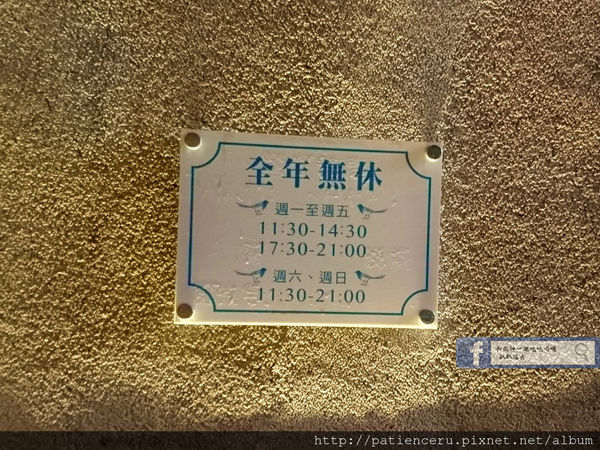 全年無休
週一至週五
11:30-14:30
17:30-21:00
週六、週日
11:30-21:00
f
http://patienceru.pixnet.net/album